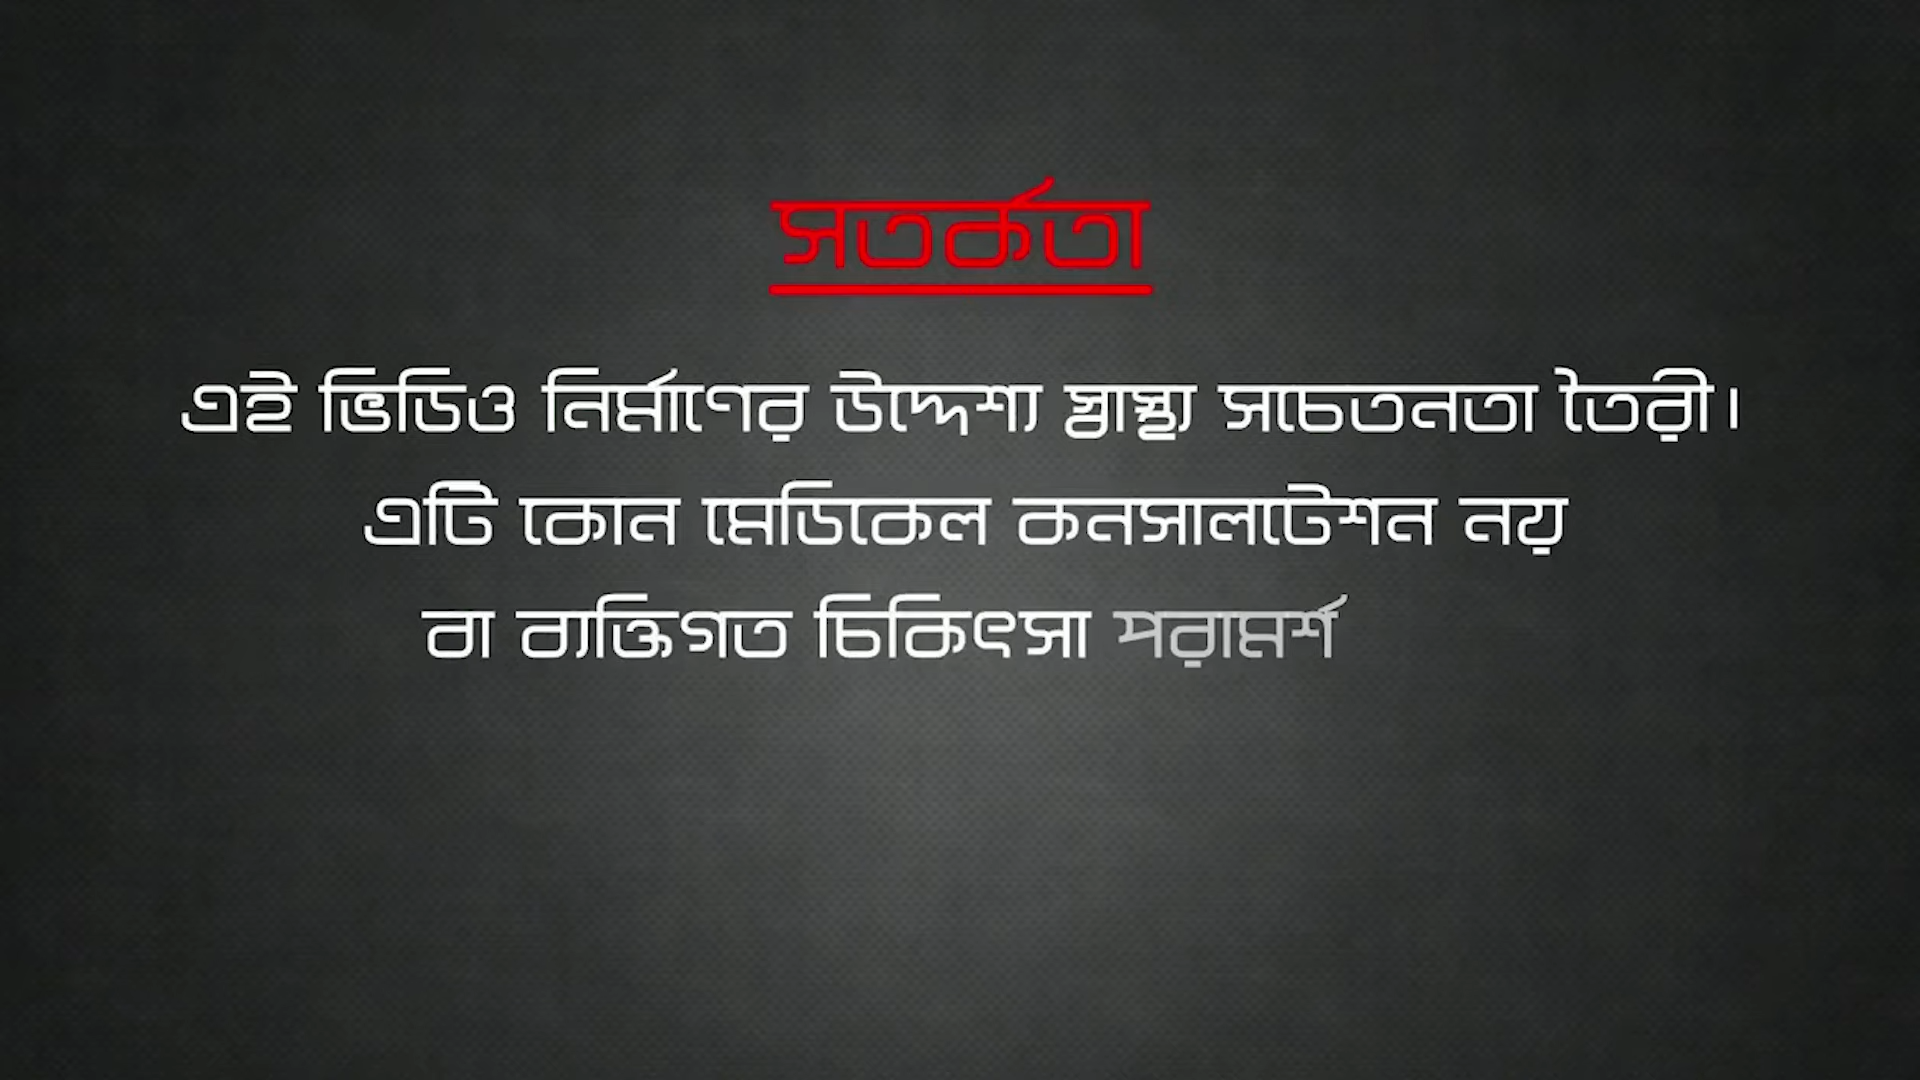 সতর্কতা
এই ভিডিও নির্মাণের উদ্দেশ্য স্বাস্থ্য সচেতনতা তৈরী।
এটি কোন মেডিকেল কনসালটেশন নয়
বা ব্যক্তিগত চিকিৎসা পরামর্শ